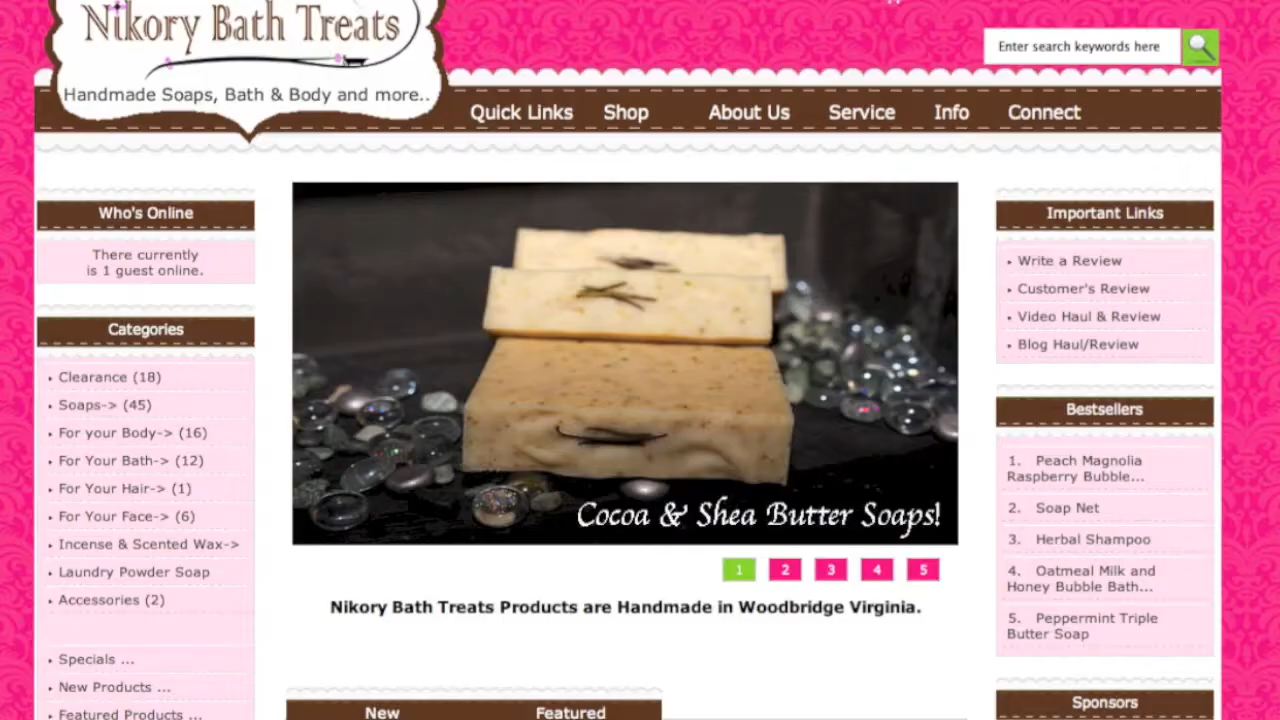 Nikory Bath Treats
Handmade Soaps, Bath & Body and more..
Enter search keywords here
Quick Links Shop About Us Service Info Connect
Who's Online
There currently
is 1 guest online.
Categories
Clearance (18)
Soaps-> (45)
For your Body-> (16)
For Your Bath-> (12)
For Your Hair-> (1)
For Your Face-> (6)
Incense & Scented Wax->
Laundry Powder Soap
Accessories (2)
Specials ...
New Products ...
Featured Products ...
Cocoa & Shea Butter Soaps!
1 2 3 4 5
Nikory Bath Treats Products are Handmade in Woodbridge Virginia.
New Featured
Important Links
Write a Review
Customer's Review
Video Haul & Review
Blog Haul/Review
Bestsellers
1. Peach Magnolia
Raspberry Bubble...
2. Soap Net
3. Herbal Shampoo
4. Oatmeal Milk and
Honey Bubble Bath...
5. Peppermint Triple
Butter Soap
Sponsors